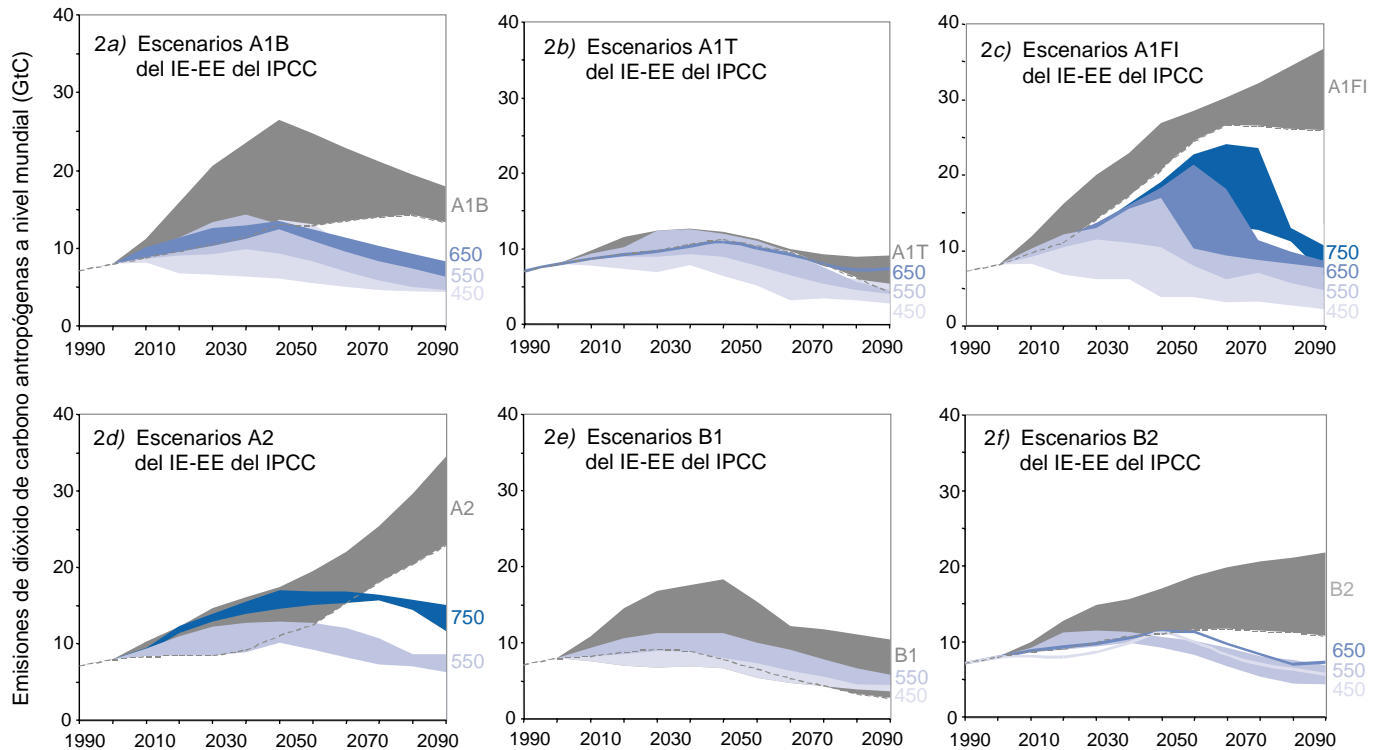 Emisiones de dióxido de carbono antropógenas a nivel mundial (GtC)
2a) Escenarios A1B
del IE-EE del IPCC
40
30
20
10
0
A1B
650
550
450
1990 2010 2030 2050 2070 2090
2b) Escenarios A1T
del IE-EE del IPCC
40
30
20
10
0
A1T
650
550
450
1990 2010 2030 2050 2070 2090
2c) Escenarios A1FI
del IE-EE del IPCC
40
30
20
10
0
A1FI
750
650
550
450
1990 2010 2030 2050 2070 2090
2d) Escenarios A2
del IE-EE del IPCC
40
30
20
10
0
A2
750
550
1990 2010 2030 2050 2070 2090
2e) Escenarios B1
del IE-EE del IPCC
40
30
20
10
0
B1
550
450
1990 2010 2030 2050 2070 2090
2f) Escenarios B2
del IE-EE del IPCC
40
30
20
10
0
B2
650
550
450
1990 2010 2030 2050 2070 2090